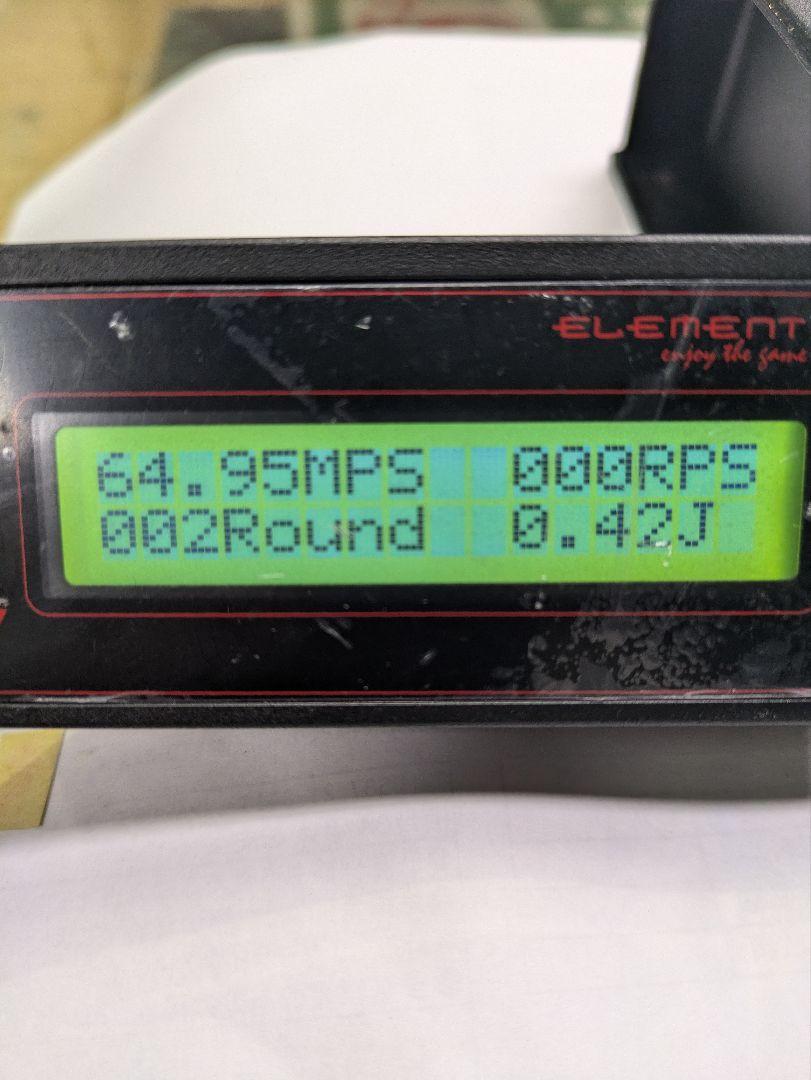 ELEMENT
enjoy the game
64.95MPS 000RPS
002Round 0.42J